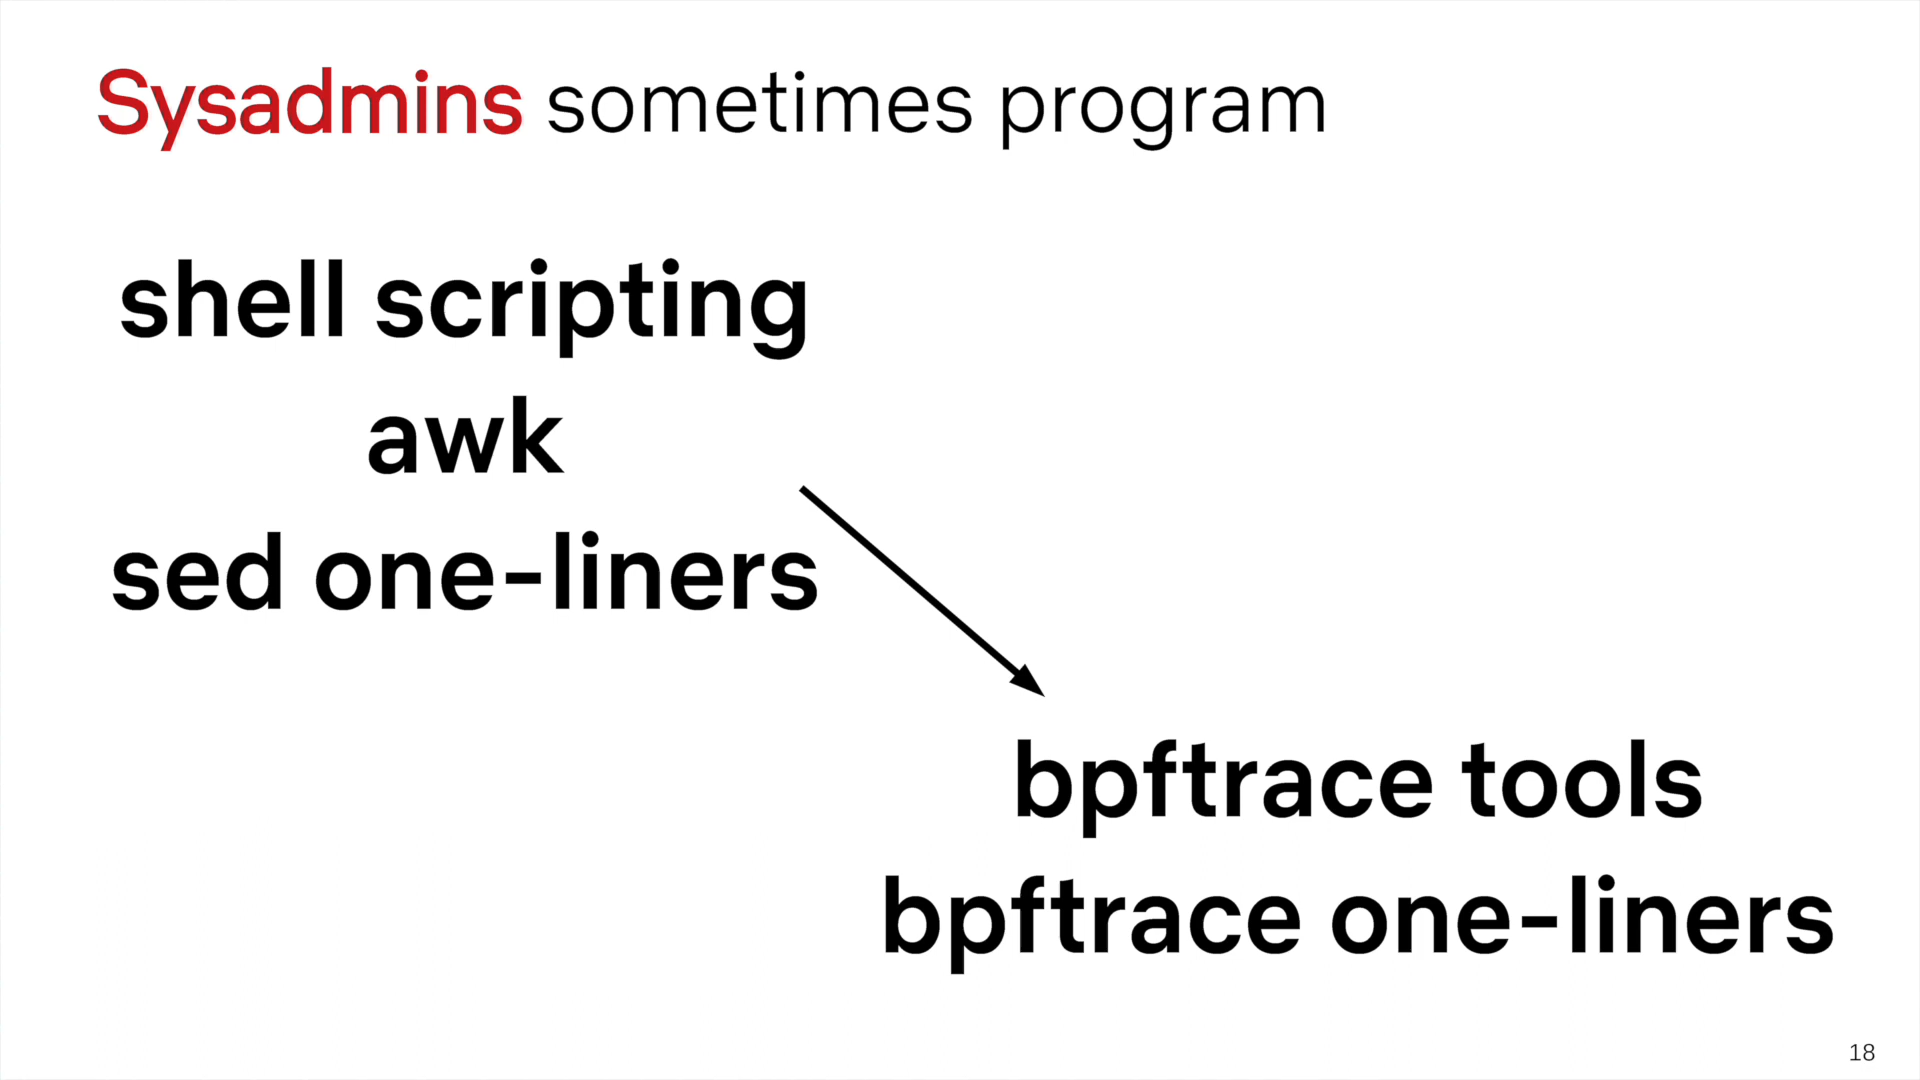 Sysadmins sometimes program
shell scripting
awk
sed one-liners
bpftrace tools
bpftrace one-liners
18